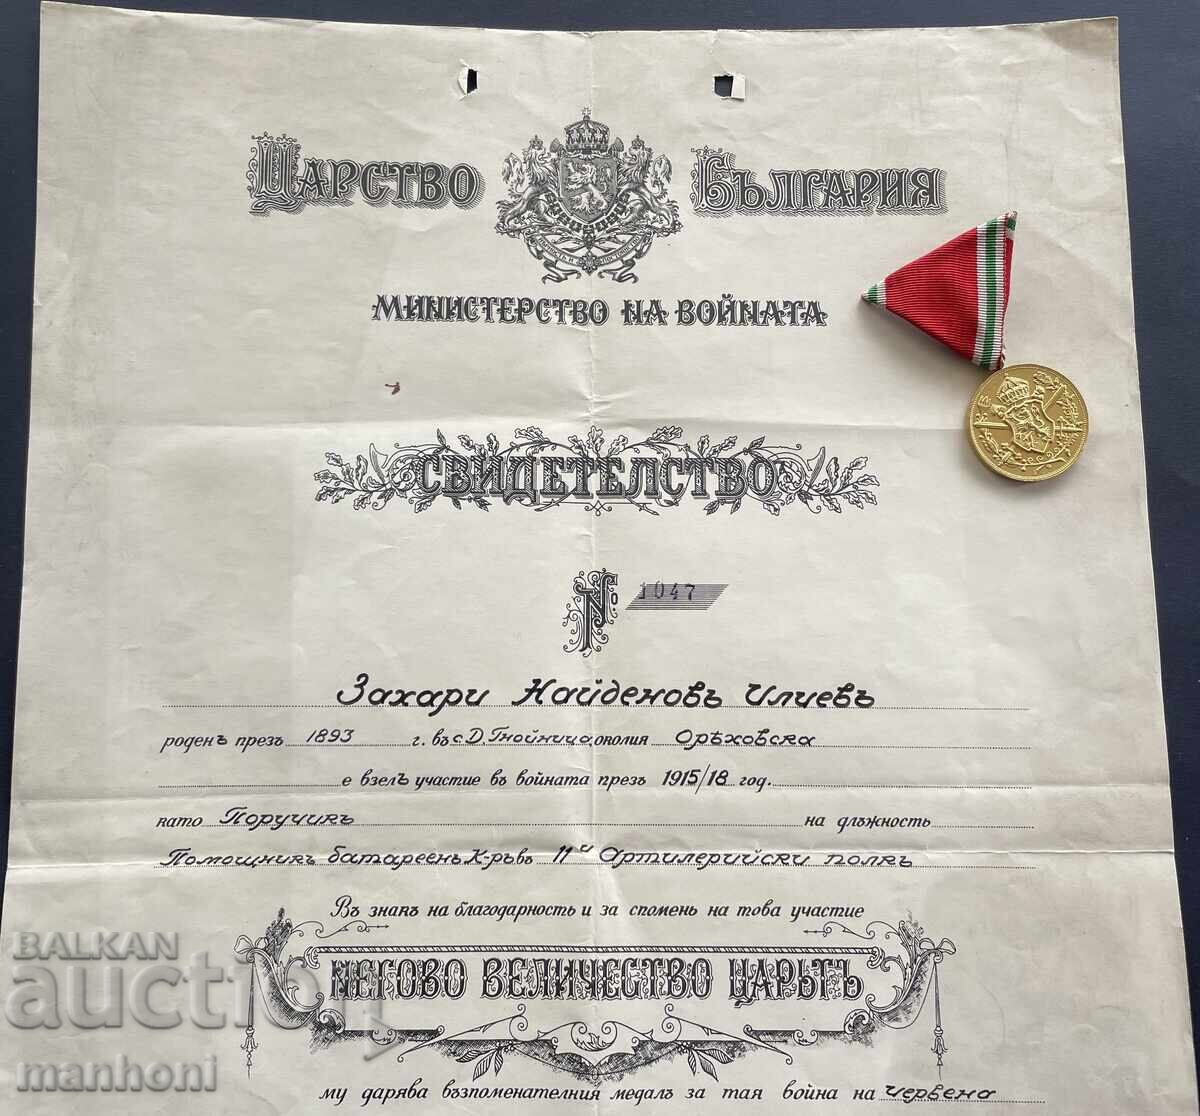 Царство България
Министерство на войната
Свидетелство
№ 1047
Захари Найденовъ Илиевъ
роденъ презъ 1893 г. въ с. Д. Гнойница, околия Орѣховска
е взелъ участие въ войната презъ 1915/18 год.
като Поручикъ на длъжность
Помощникъ батареенъ К-ръ въ 11й Артилерийски полкъ
Въ знакъ на благодарность и за споменъ на това участие
Негово Величество Царьтъ
му дарява възпоменателния медалъ за тая война на червена
BALKAN
auction
manhoni